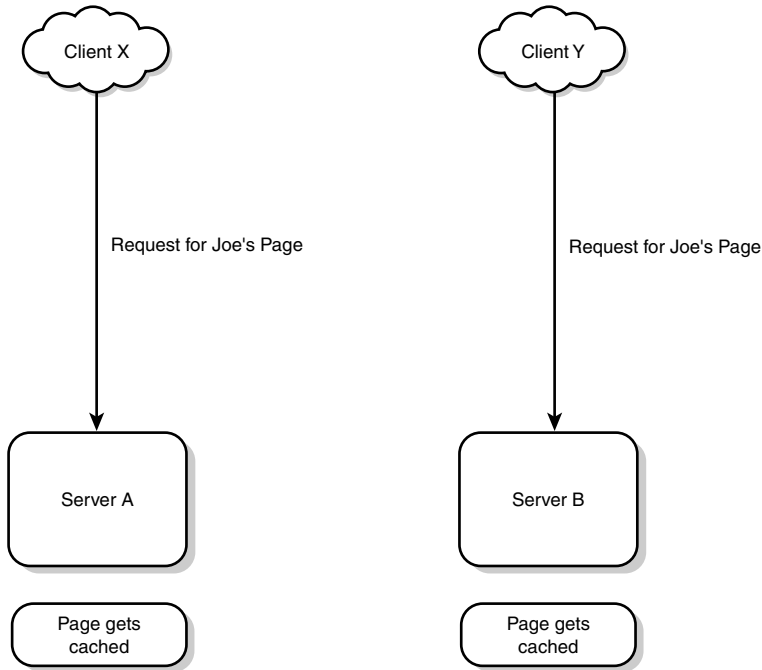 Client X
Client Y
Request for Joe's Page
Request for Joe's Page
Server A
Server B
Page gets
cached
Page gets
cached